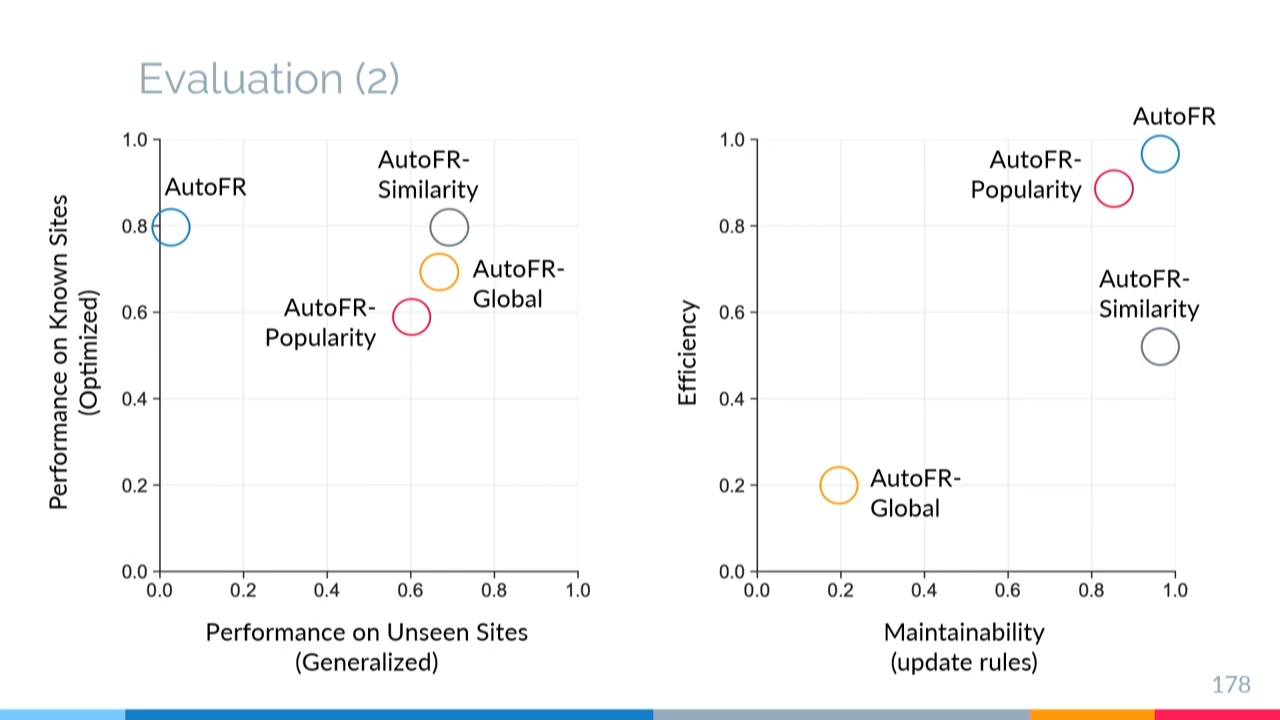 Evaluation (2)
Performance on Known Sites
(Optimized)
1.0
0.8
0.6
0.4
0.2
0.0
AutoFR
AutoFR-
Similarity
AutoFR-
Global
AutoFR-
Popularity
0.0
0.2
0.4
0.6
0.8
1.0
Performance on Unseen Sites
(Generalized)
Efficiency
1.0
0.8
0.6
0.4
0.2
0.0
AutoFR
AutoFR-
Popularity
AutoFR-
Similarity
AutoFR-
Global
0.0
0.2
0.4
0.6
0.8
1.0
Maintainability
(update rules)
178